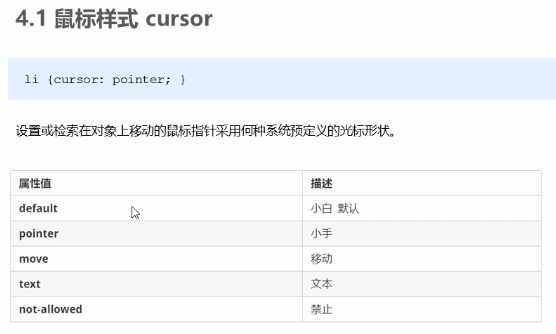 4.1 鼠标样式 cursor
li {cursor: pointer; }
设置或检索在对象上移动的鼠标指针采用何种系统预定义的光标形状。
属性值 描述
default 小白 默认
pointer 小手
move 移动
text 文本
not-allowed 禁止